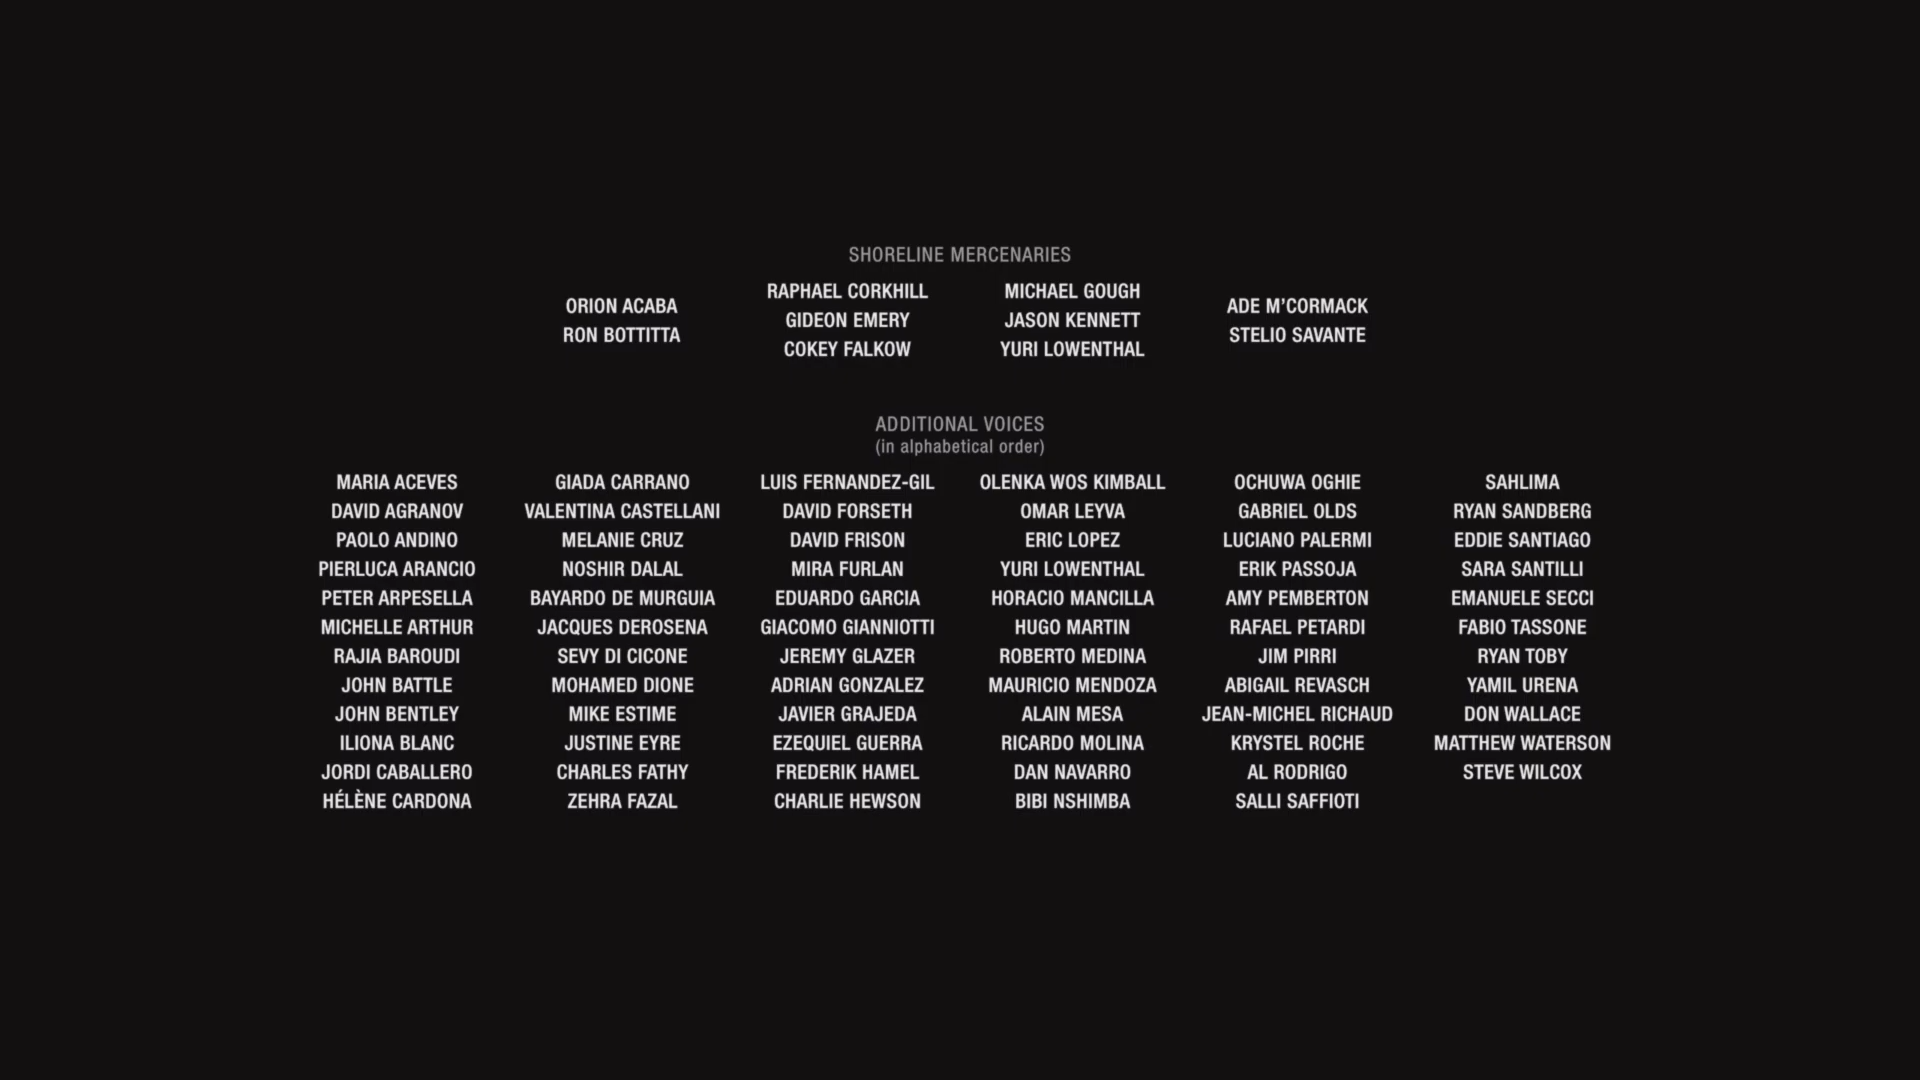 SHORELINE MERCENARIES
ORION ACABA
RON BOTTITTA
RAPHAEL CORKHILL
GIDEON EMERY
COKEY FALKOW
MICHAEL GOUGH
JASON KENNETT
YURI LOWENTHAL
ADE M’CORMACK
STELIO SAVANTE
ADDITIONAL VOICES
(in alphabetical order)
MARIA ACEVES
DAVID AGRANOV
PAOLO ANDINO
PIERLUCA ARANCIO
PETER ARPESELLA
MICHELLE ARTHUR
RAJIA BAROUDI
JOHN BATTLE
JOHN BENTLEY
ILIONA BLANC
JORDI CABALLERO
HÉLÈNE CARDONA
GIADA CARRANO
VALENTINA CASTELLANI
MELANIE CRUZ
NOSHIR DALAL
BAYARDO DE MURGUIA
JACQUES DEROSENA
SEVY DI CICONE
MOHAMED DIONE
MIKE ESTIME
JUSTINE EYRE
CHARLES FATHY
ZEHRA FAZAL
LUIS FERNANDEZ-GIL
DAVID FORSETH
DAVID FRISON
MIRA FURLAN
EDUARDO GARCIA
GIACOMO GIANNIOTTI
JEREMY GLAZER
ADRIAN GONZALEZ
JAVIER GRAJEDA
EZEQUIEL GUERRA
FREDERIK HAMEL
CHARLIE HEWSON
OLENKA WOS KIMBALL
OMAR LEYVA
ERIC LOPEZ
YURI LOWENTHAL
HORACIO MANCILLA
HUGO MARTIN
ROBERTO MEDINA
MAURICIO MENDOZA
ALAIN MESA
RICARDO MOLINA
DAN NAVARRO
BIBI NSHIMBA
OCHUWA OGHIE
GABRIEL OLDS
LUCIANO PALERMI
ERIK PASSOJA
AMY PEMBERTON
RAFAEL PETARDI
JIM PIRRI
ABIGAIL REVASCH
JEAN-MICHEL RICHAUD
KRYSTEL ROCHE
AL RODRIGO
SALLI SAFFIOTI
SAHLIMA
RYAN SANDBERG
EDDIE SANTIAGO
SARA SANTILLI
EMANUELE SECCI
FABIO TASSONE
RYAN TOBY
YAMIL URENA
DON WALLACE
MATTHEW WATERSON
STEVE WILCOX